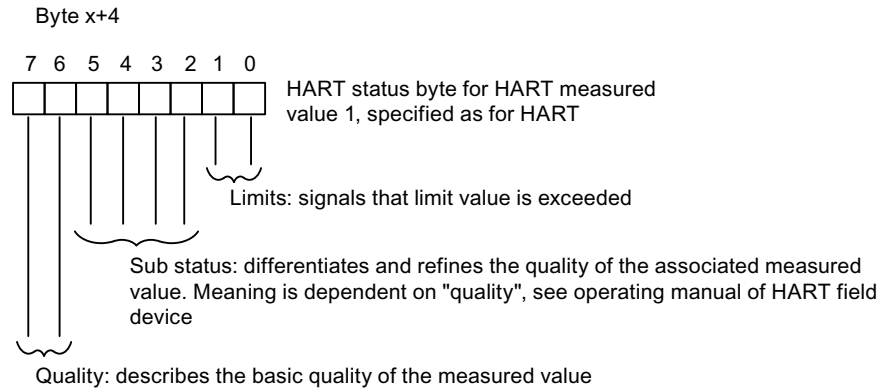 Byte x+4
7 6 5 4 3 2 1 0
HART status byte for HART measured
value 1, specified as for HART
Limits: signals that limit value is exceeded
Sub status: differentiates and refines the quality of the associated measured
value. Meaning is dependent on "quality", see operating manual of HART field
device
Quality: describes the basic quality of the measured value